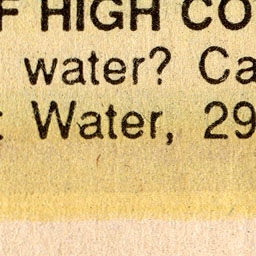 F HIGH CO
water? Ca
: Water, 29